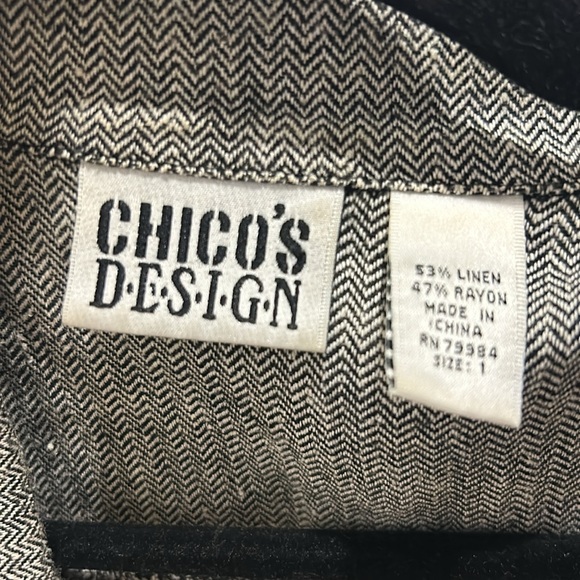 CHICO'S
D·E·S·I·G·N
53% LINEN
47% RAYON
MADE IN
CHINA
RN 79984
SIZE: 1